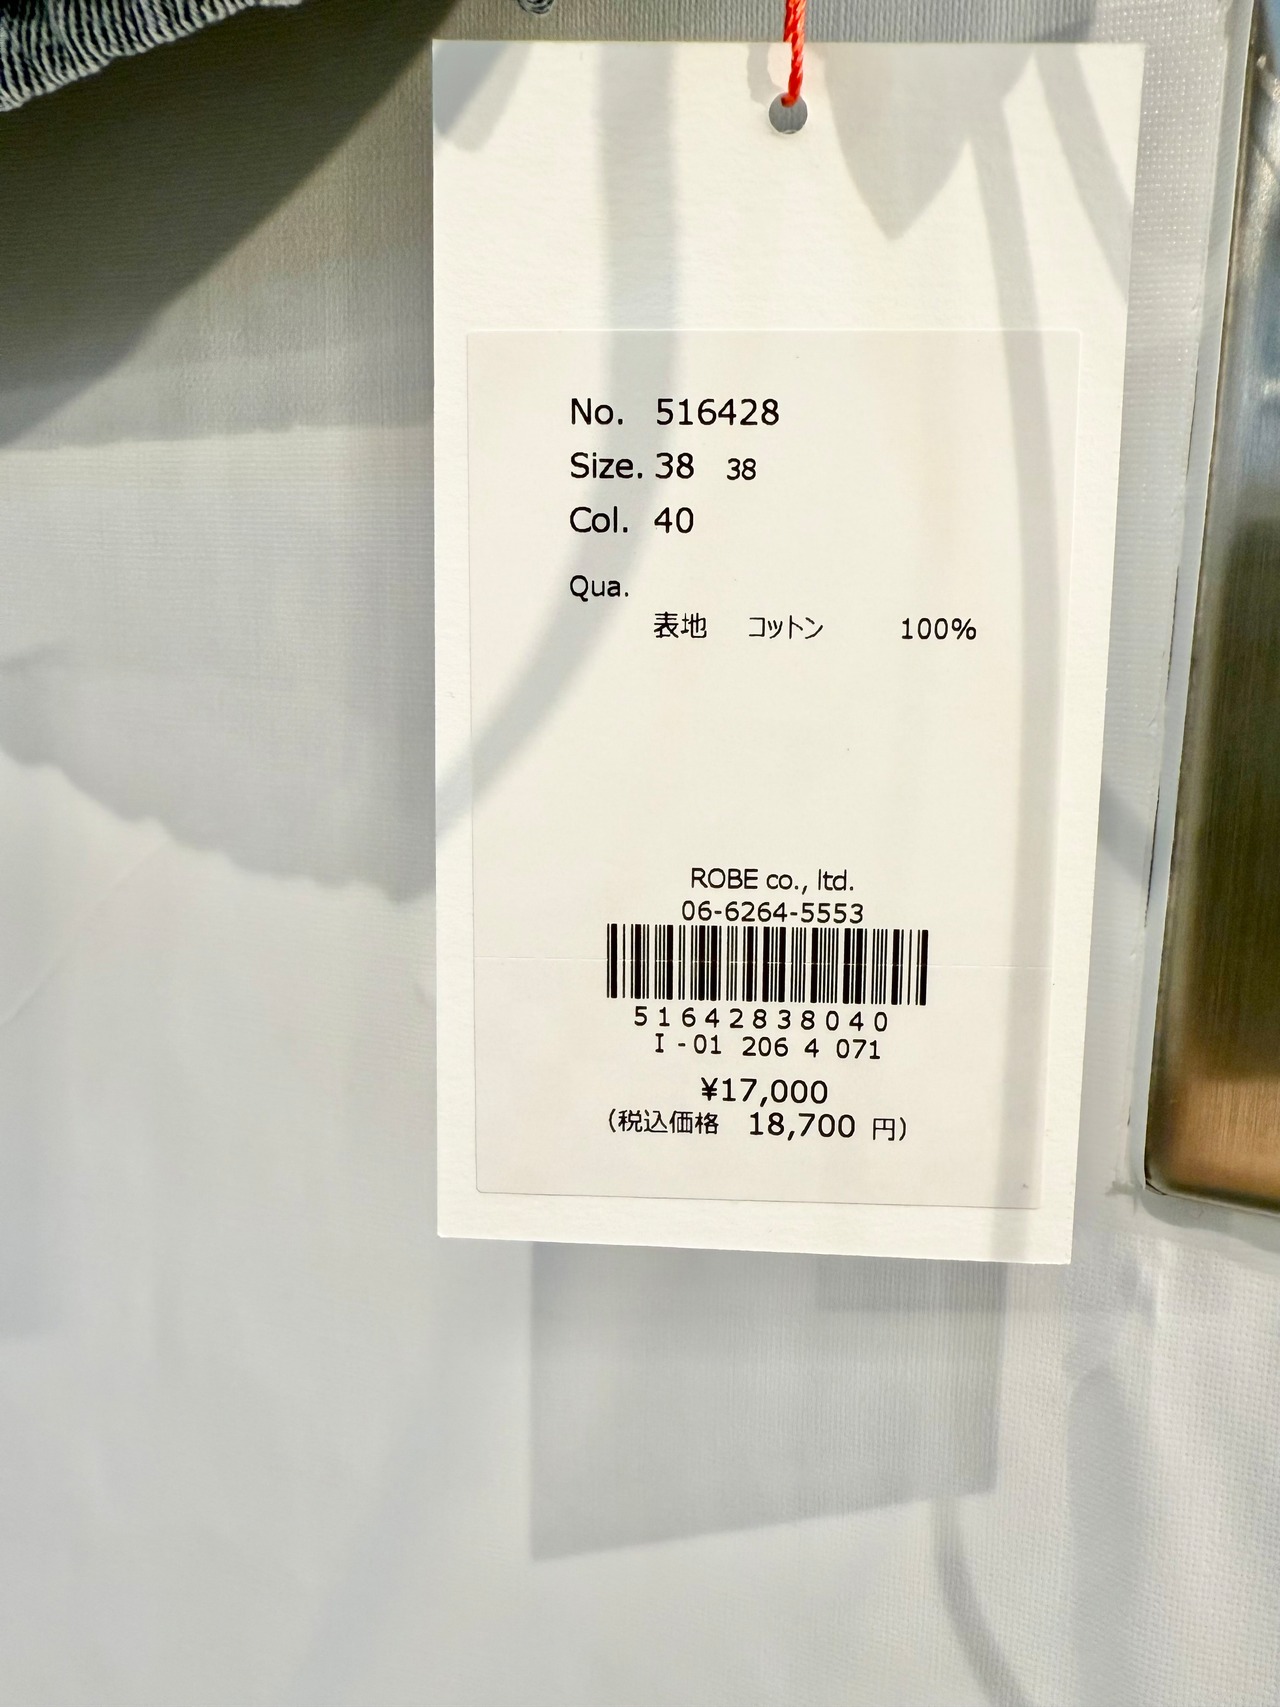 No. 516428
Size. 38 38
Col. 40
Qua.
表地 コットン 100%
ROBE co., ltd.
06-6264-5553
51642838040
I -01 206 4 071
¥17,000
(税込価格 18,700 円)